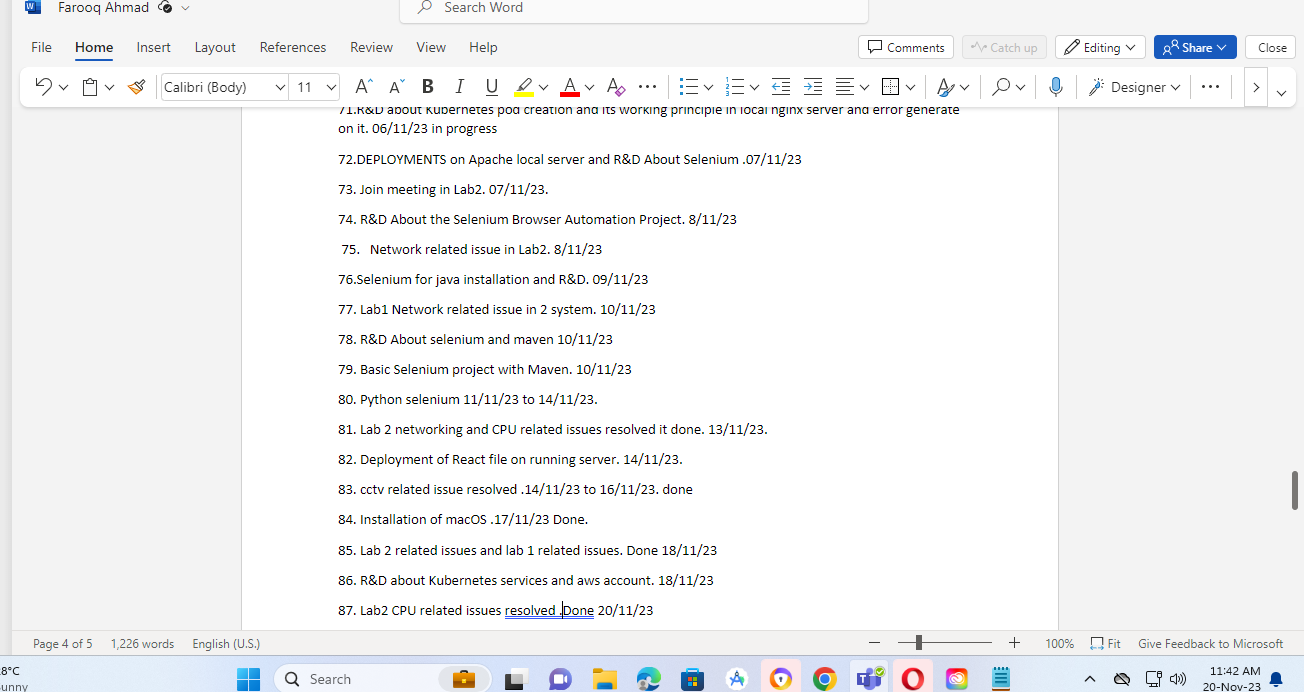 Farooq Ahmad
Search Word
File Home Insert Layout References Review View Help
Comments Catch up Editing Share Close
Calibri (Body) 11 B I U A Designer
71.R&D about Kubernetes pod creation and its working principle in local nginx server and error generate
on it. 06/11/23 in progress
72.DEPLOYMENTS on Apache local server and R&D About Selenium .07/11/23
73. Join meeting in Lab2. 07/11/23.
74. R&D About the Selenium Browser Automation Project. 8/11/23
75. Network related issue in Lab2. 8/11/23
76.Selenium for java installation and R&D. 09/11/23
77. Lab1 Network related issue in 2 system. 10/11/23
78. R&D About selenium and maven 10/11/23
79. Basic Selenium project with Maven. 10/11/23
80. Python selenium 11/11/23 to 14/11/23.
81. Lab 2 networking and CPU related issues resolved it done. 13/11/23.
82. Deployment of React file on running server. 14/11/23.
83. cctv related issue resolved .14/11/23 to 16/11/23. done
84. Installation of macOS .17/11/23 Done.
85. Lab 2 related issues and lab 1 related issues. Done 18/11/23
86. R&D about Kubernetes services and aws account. 18/11/23
87. Lab2 CPU related issues resolved .Done 20/11/23
Page 4 of 5 1,226 words English (U.S.) 100% Fit Give Feedback to Microsoft
8°C
Search
11:42 AM
20-Nov-23